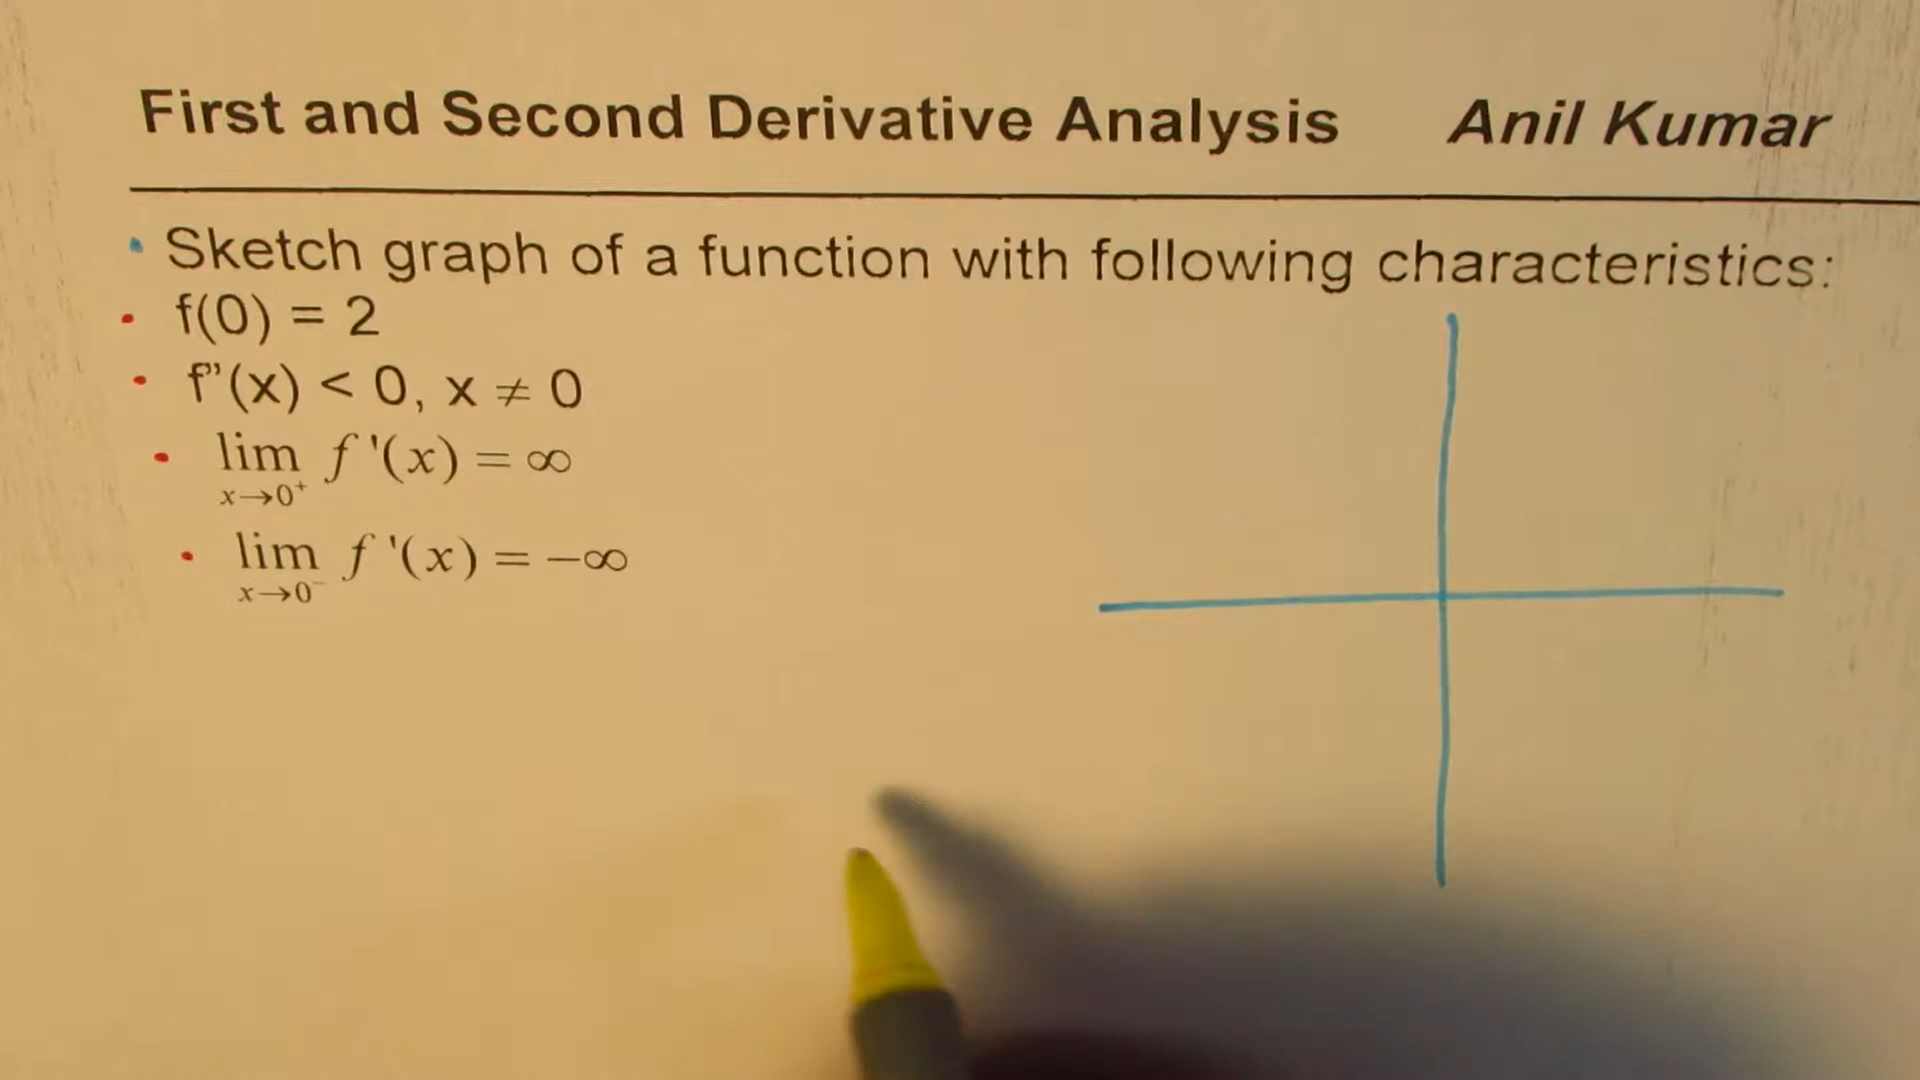 First and Second Derivative Analysis Anil Kumar
• Sketch graph of a function with following characteristics:
• f(0) = 2
• f”(x) < 0, x ≠ 0
• lim f '(x) = ∞
x→0⁺
• lim f '(x) = −∞
x→0⁻